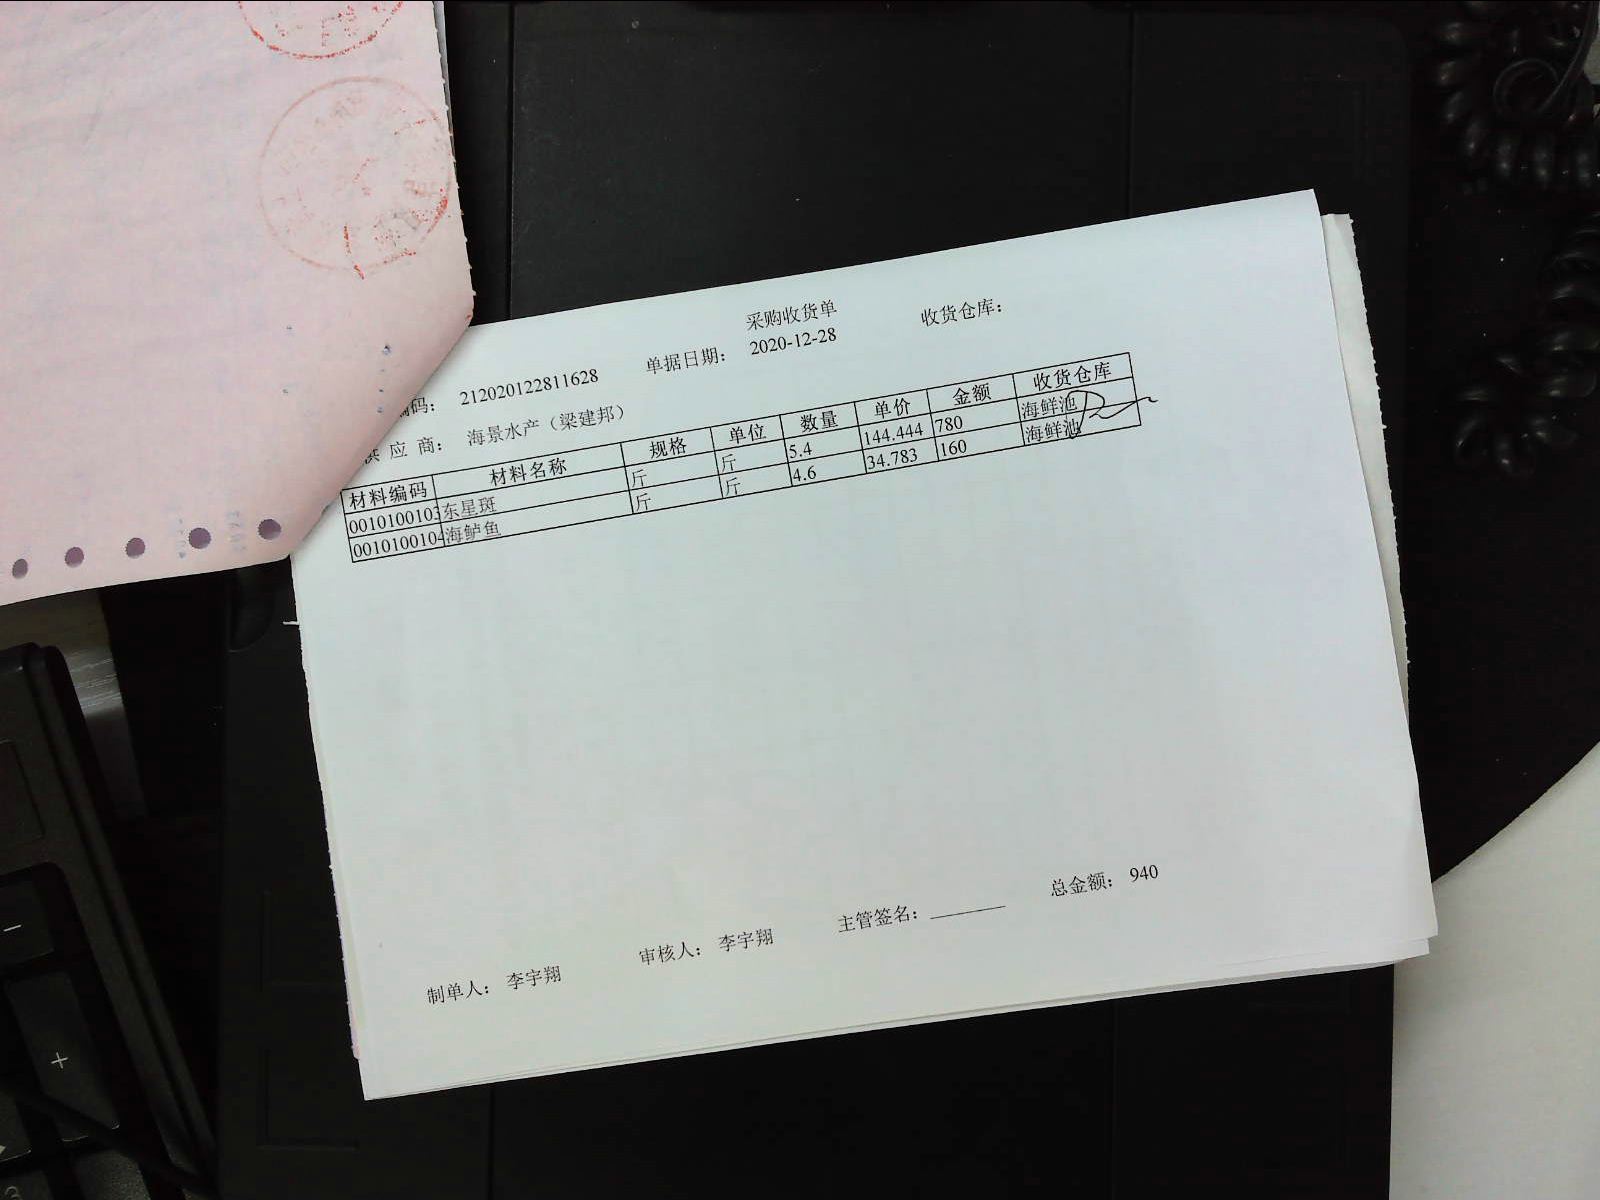 采购收货单
编码： 212020122811628 单据日期： 2020-12-28 收货仓库：
供 应 商： 海景水产（梁建邦）
材料编码 材料名称 规格 单位 数量 单价 金额 收货仓库
0010100103 东星斑 斤 斤 5.4 144.444 780 海鲜池
0010100104 海鲈鱼 斤 斤 4.6 34.783 160 海鲜池
总金额： 940
制单人： 李宇翔 审核人： 李宇翔 主管签名：